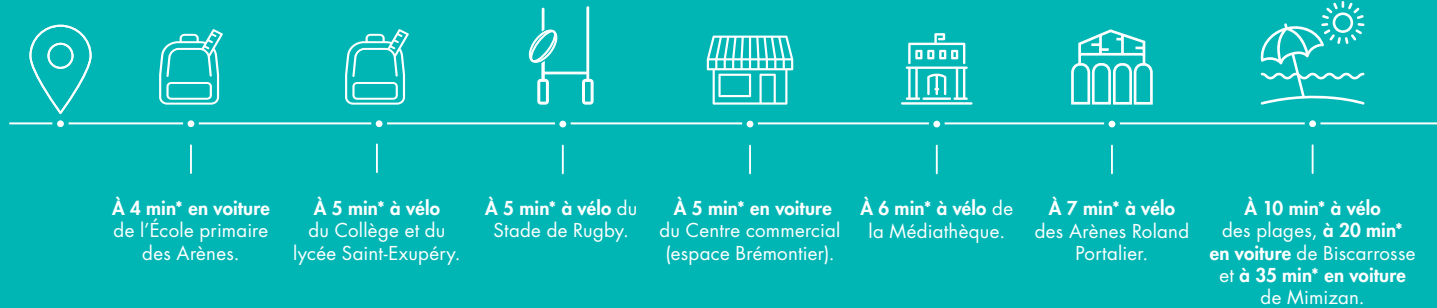 À 4 min* en voiture
de l'École primaire
des Arènes.
À 5 min* à vélo
du Collège et du
lycée Saint-Exupéry.
À 5 min* à vélo du
Stade de Rugby.
À 5 min* en voiture
du Centre commercial
(espace Brémontier).
À 6 min* à vélo de
la Médiathèque.
À 7 min* à vélo
des Arènes Roland
Portalier.
À 10 min* à vélo
des plages, à 20 min*
en voiture de Biscarrosse
et à 35 min* en voiture
de Mimizan.